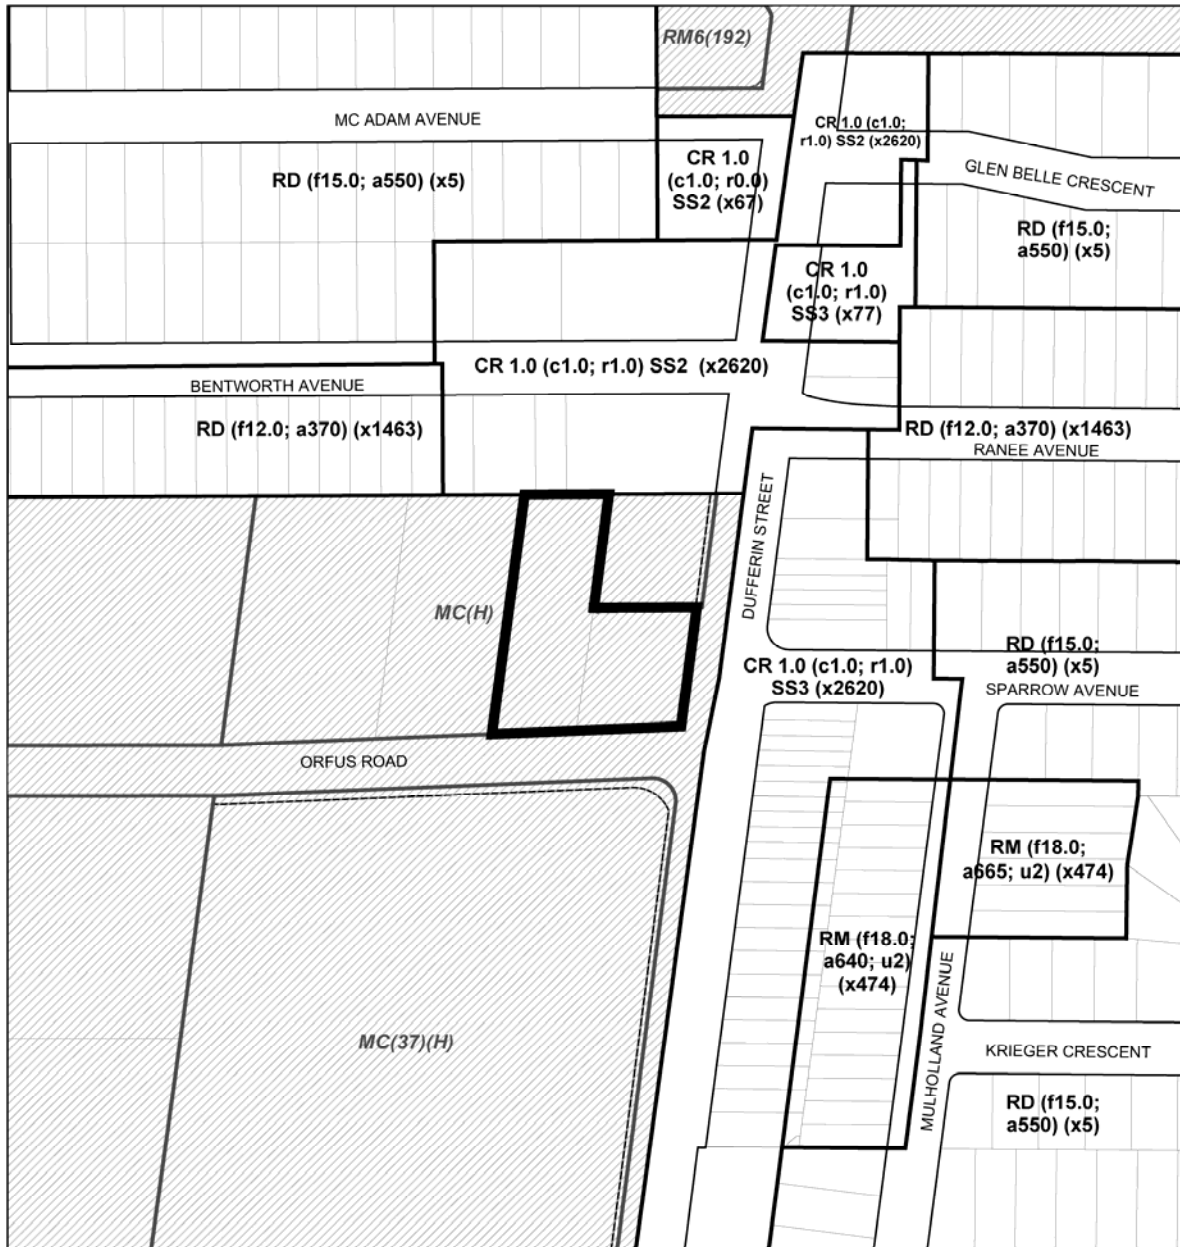 RM6(192)
MC ADAM AVENUE
CR 1.0 (c1.0;
r1.0) SS2 (x2620)
CR 1.0
(c1.0; r0.0)
SS2 (x67)
GLEN BELLE CRESCENT
RD (f15.0; a550) (x5)
RD (f15.0;
a550) (x5)
CR 1.0
(c1.0; r1.0)
SS3 (x77)
CR 1.0 (c1.0; r1.0) SS2 (x2620)
BENTWORTH AVENUE
RD (f12.0; a370) (x1463)
RD (f12.0; a370) (x1463)
RANEE AVENUE
DUFFERIN STREET
MC(H)
CR 1.0 (c1.0; r1.0)
SS3 (x2620)
RD (f15.0;
a550) (x5)
SPARROW AVENUE
ORFUS ROAD
RM (f18.0;
a665; u2) (x474)
RM (f18.0;
a640; u2)
(x474)
MULHOLLAND AVENUE
MC(37)(H)
KRIEGER CRESCENT
RD (f15.0;
a550) (x5)